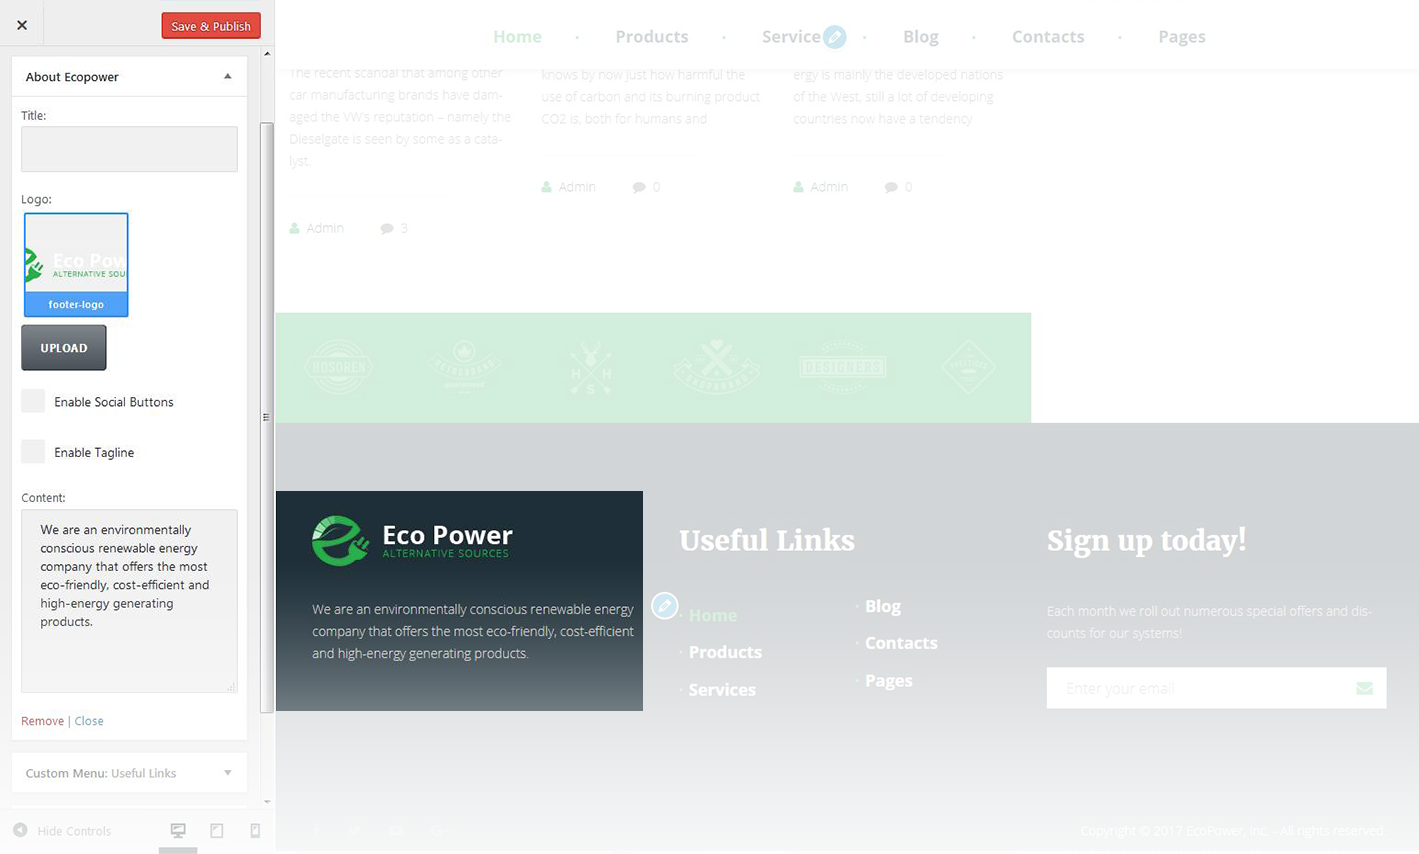 Save & Publish
About Ecopower
Title:
Logo:
Eco Pow
ALTERNATIVE SOU
footer-logo
UPLOAD
Enable Social Buttons
Enable Tagline
Content:
We are an environmentally
conscious renewable energy
company that offers the most
eco-friendly, cost-efficient and
high-energy generating
products.
Remove | Close
Custom Menu: Useful Links
Hide Controls
Home • Products • Service • Blog • Contacts • Pages
The recent scandal that among other
car manufacturing brands have dam-
aged the VW's reputation – namely the
Dieselgate is seen by some as a cata-
lyst.
Admin 3
knows by now just how harmful the
use of carbon and its burning product
CO2 is, both for humans and
Admin 0
ergy is mainly the developed nations
of the West, still a lot of developing
countries now have a tendency
Admin 0
HOSOREN
H H
S
DESIGNERS
Eco Power
ALTERNATIVE SOURCES
We are an environmentally conscious renewable energy
company that offers the most eco-friendly, cost-efficient
and high-energy generating products.
Useful Links
Home
Products
Services
Blog
Contacts
Pages
Sign up today!
Each month we roll out numerous special offers and dis-
counts for our systems!
Enter your email
Copyright © 2017 EcoPower, Inc. All rights reserved